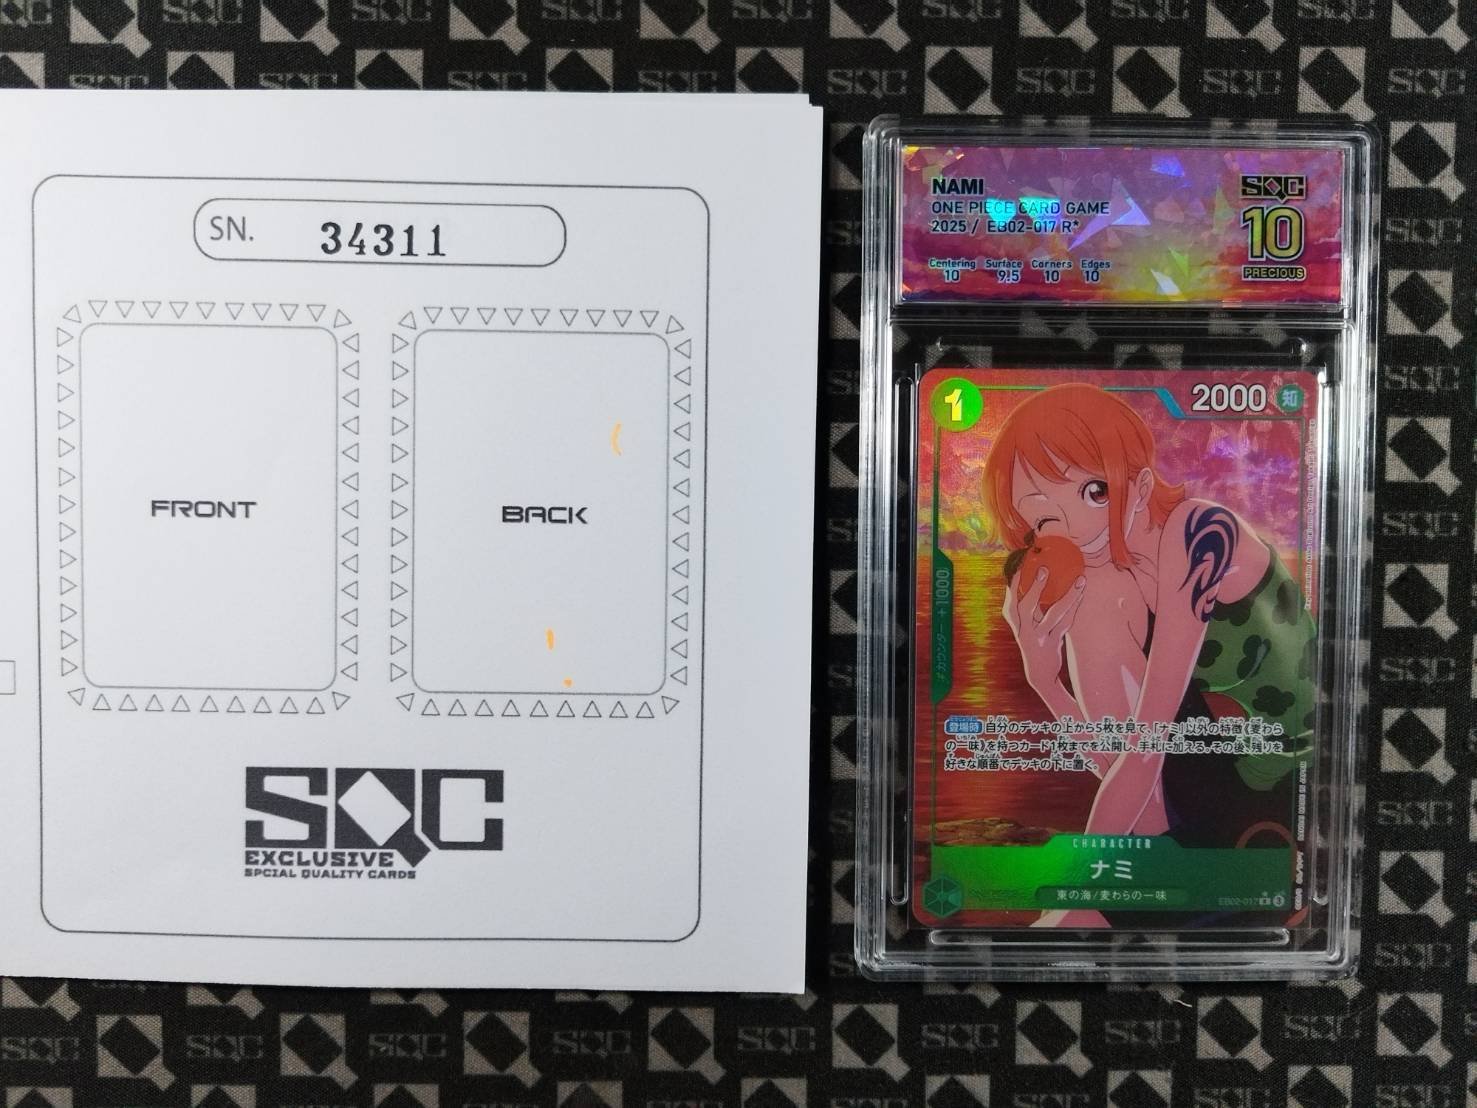 SN. 34311
FRONT
BACK
SQC
EXCLUSIVE
SPCIAL QUALITY CARDS
NAMI
ONE PIECE CARD GAME
2025 / EB02-017 R*
Centering Surface Corners Edges
10 9.5 10 10
SQC
10
PRECIOUS
1
2000 知
カウンター +1000
登場時 自分のデッキの上から5枚を見て、「ナミ」以外の特徴《麦わら
の一味》を持つカード1枚までを公開し、手札に加える。その後、残りを
好きな順番でデッキの下に置く。
CHARACTER
ナミ
東の海/麦わらの一味
EB02-017 R 3